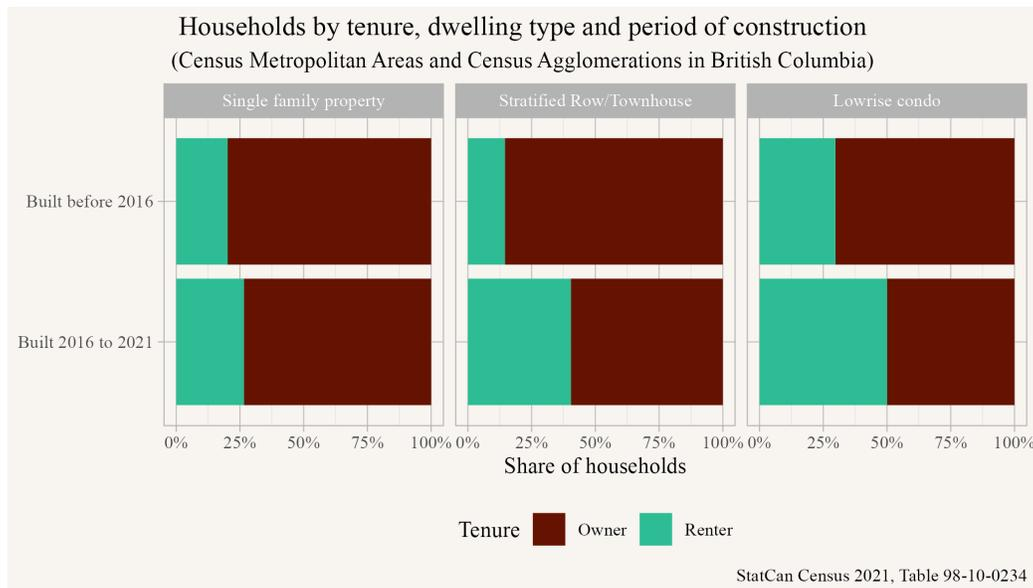 Households by tenure, dwelling type and period of construction
(Census Metropolitan Areas and Census Agglomerations in British Columbia)
Single family property Stratified Row/Townhouse Lowrise condo
Built before 2016
Built 2016 to 2021
0% 25% 50% 75% 100% 0% 25% 50% 75% 100% 0% 25% 50% 75% 100%
Share of households
Tenure Owner Renter
StatCan Census 2021, Table 98-10-0234